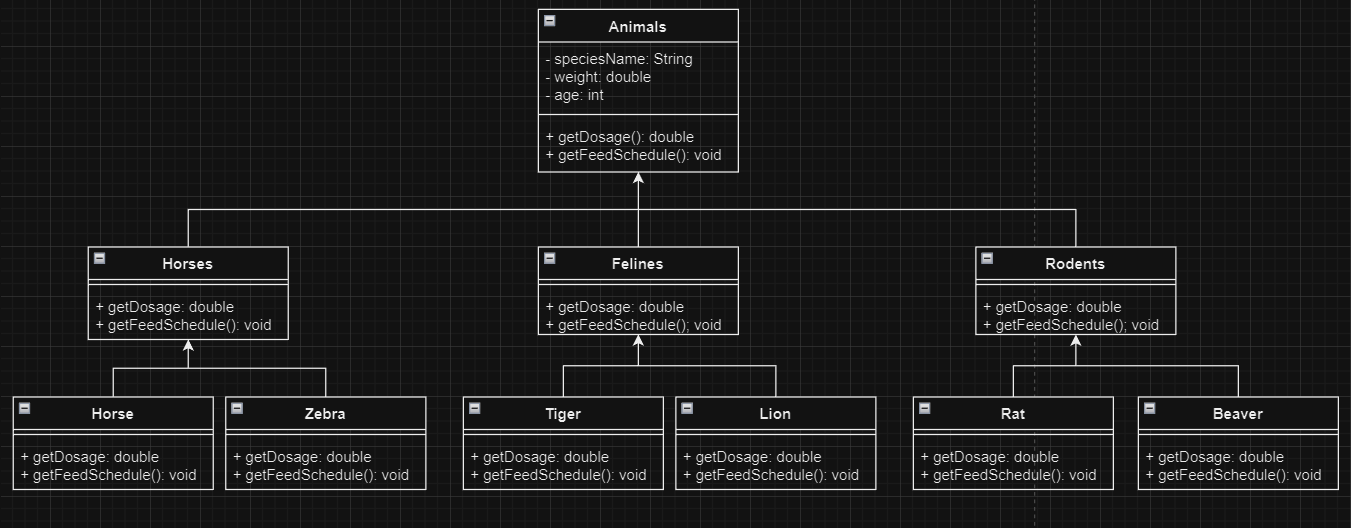 Animals
- speciesName: String
- weight: double
- age: int
+ getDosage(): double
+ getFeedSchedule(): void
Horses
+ getDosage: double
+ getFeedSchedule(): void
Felines
+ getDosage: double
+ getFeedSchedule(); void
Rodents
+ getDosage: double
+ getFeedSchedule(); void
Horse
+ getDosage: double
+ getFeedSchedule(): void
Zebra
+ getDosage: double
+ getFeedSchedule(): void
Tiger
+ getDosage: double
+ getFeedSchedule(): void
Lion
+ getDosage: double
+ getFeedSchedule(): void
Rat
+ getDosage: double
+ getFeedSchedule(): void
Beaver
+ getDosage: double
+ getFeedSchedule(): void